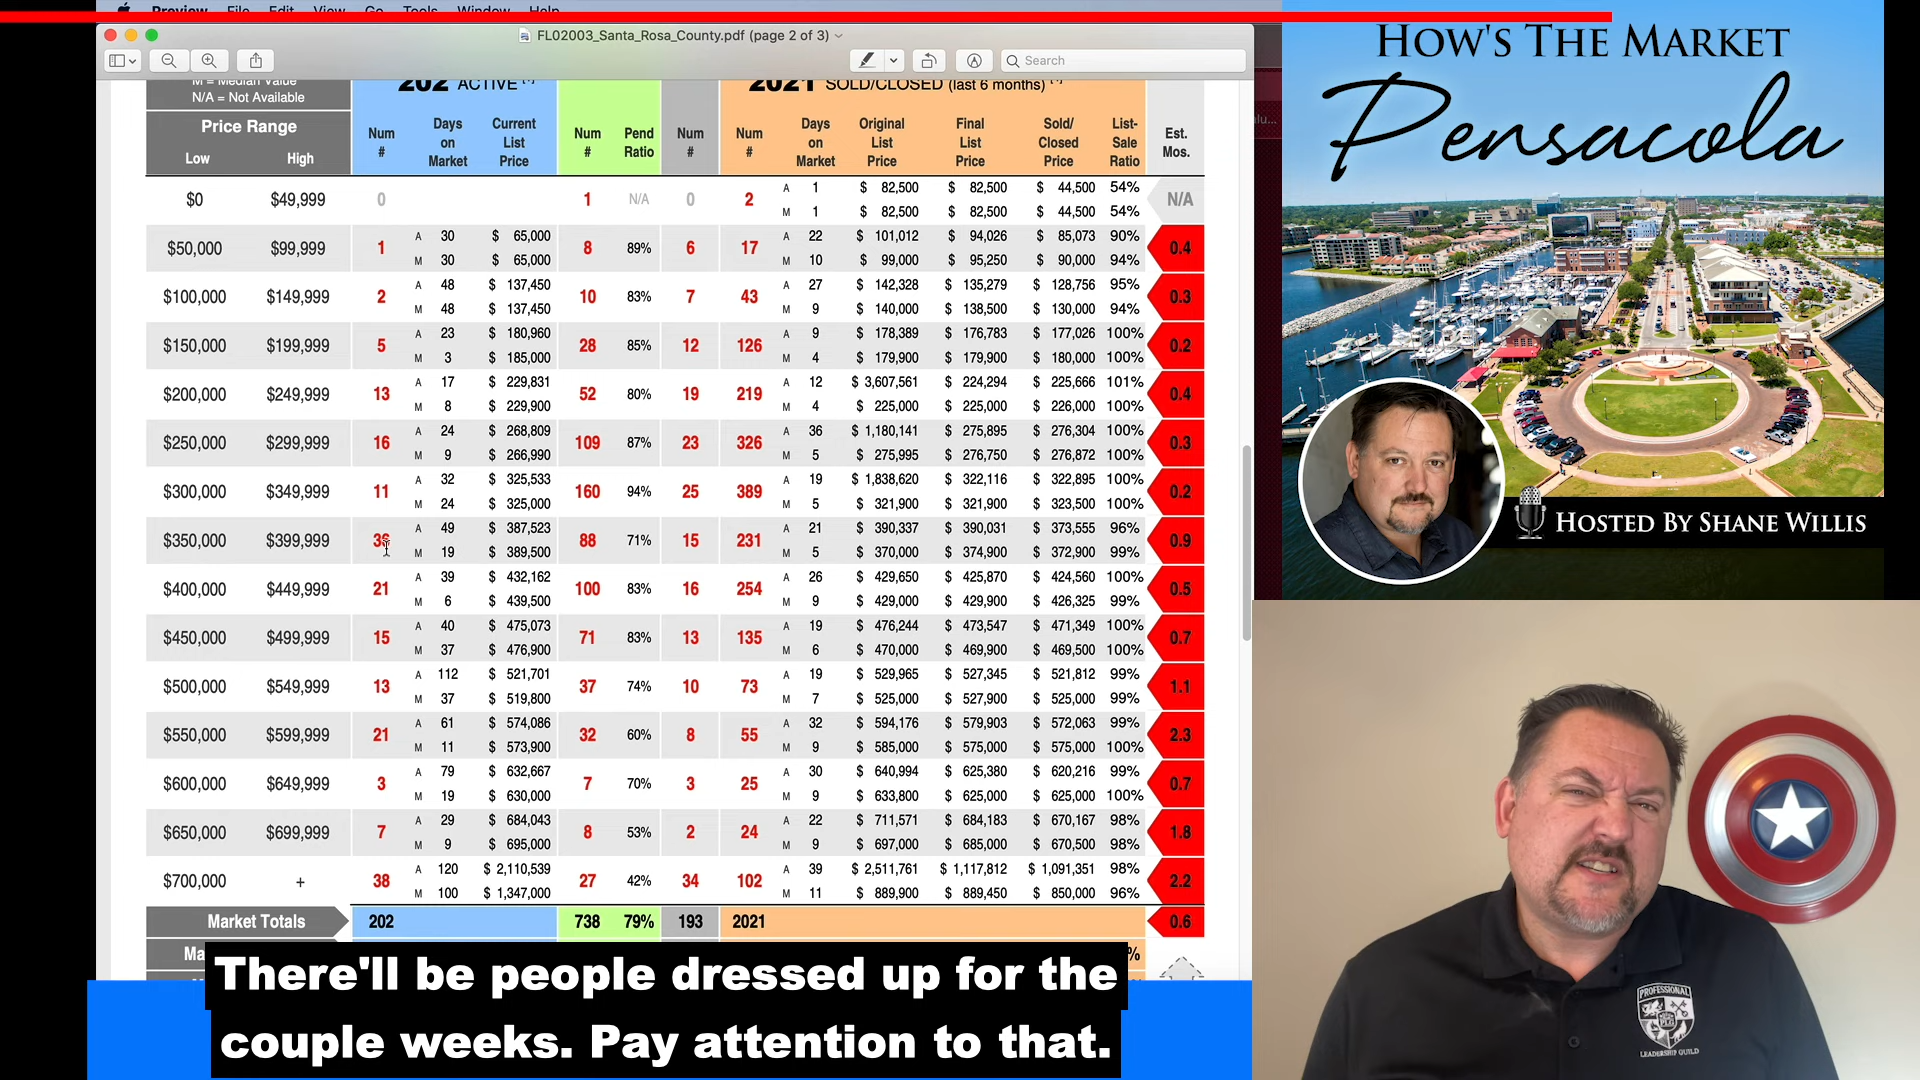 Preview File Edit View Go Tools Window Help
FL02003_Santa_Rosa_County.pdf (page 2 of 3)
Search
M = Median Value
N/A = Not Available
202 ACTIVE
2021 SOLD/CLOSED (last 6 months)
Price Range
Low High
Num # Days on Market Current List Price Num # Pend Ratio Num # Num # Days on Market Original List Price Final List Price Sold/ Closed Price List- Sale Ratio Est. Mos.
$0 $49,999 0 1 N/A 0 2 A 1 $ 82,500 $ 82,500 $ 44,500 54% N/A
M 1 $ 82,500 $ 82,500 $ 44,500 54%
$50,000 $99,999 1 A 30 $ 65,000 8 89% 6 17 A 22 $ 101,012 $ 94,026 $ 85,073 90% 0.4
M 30 $ 65,000 M 10 $ 99,000 $ 95,250 $ 90,000 94%
$100,000 $149,999 2 A 48 $ 137,450 10 83% 7 43 A 27 $ 142,328 $ 135,279 $ 128,756 95% 0.3
M 48 $ 137,450 M 9 $ 140,000 $ 138,500 $ 130,000 94%
$150,000 $199,999 5 A 23 $ 180,960 28 85% 12 126 A 9 $ 178,389 $ 176,783 $ 177,026 100% 0.2
M 3 $ 185,000 M 4 $ 179,900 $ 179,900 $ 180,000 100%
$200,000 $249,999 13 A 17 $ 229,831 52 80% 19 219 A 12 $ 3,607,561 $ 224,294 $ 225,666 101% 0.4
M 8 $ 229,900 M 4 $ 225,000 $ 225,000 $ 226,000 100%
$250,000 $299,999 16 A 24 $ 268,809 109 87% 23 326 A 36 $ 1,180,141 $ 275,895 $ 276,304 100% 0.3
M 9 $ 266,990 M 5 $ 275,995 $ 276,750 $ 276,872 100%
$300,000 $349,999 11 A 32 $ 325,533 160 94% 25 389 A 19 $ 1,838,620 $ 322,116 $ 322,895 100% 0.2
M 24 $ 325,000 M 5 $ 321,900 $ 321,900 $ 323,500 100%
$350,000 $399,999 36 A 49 $ 387,523 88 71% 15 231 A 21 $ 390,337 $ 390,031 $ 373,555 96% 0.9
M 19 $ 389,500 M 5 $ 370,000 $ 374,900 $ 372,900 99%
$400,000 $449,999 21 A 39 $ 432,162 100 83% 16 254 A 26 $ 429,650 $ 425,870 $ 424,560 100% 0.5
M 6 $ 439,500 M 9 $ 429,000 $ 429,900 $ 426,325 99%
$450,000 $499,999 15 A 40 $ 475,073 71 83% 13 135 A 19 $ 476,244 $ 473,547 $ 471,349 100% 0.7
M 37 $ 476,900 M 6 $ 470,000 $ 469,900 $ 469,500 100%
$500,000 $549,999 13 A 112 $ 521,701 37 74% 10 73 A 19 $ 529,965 $ 527,345 $ 521,812 99% 1.1
M 37 $ 519,800 M 7 $ 525,000 $ 527,900 $ 525,000 99%
$550,000 $599,999 21 A 61 $ 574,086 32 60% 8 55 A 32 $ 594,176 $ 579,903 $ 572,063 99% 2.3
M 11 $ 573,900 M 9 $ 585,000 $ 575,000 $ 575,000 100%
$600,000 $649,999 3 A 79 $ 632,667 7 70% 3 25 A 30 $ 640,994 $ 625,380 $ 620,216 99% 0.7
M 19 $ 630,000 M 9 $ 633,800 $ 625,000 $ 625,000 100%
$650,000 $699,999 7 A 29 $ 684,043 8 53% 2 24 A 22 $ 711,571 $ 684,183 $ 670,167 98% 1.8
M 9 $ 695,000 M 9 $ 697,000 $ 685,000 $ 670,500 98%
$700,000 + 38 A 120 $ 2,110,539 27 42% 34 102 A 39 $ 2,511,761 $ 1,117,812 $ 1,091,351 98% 2.2
M 100 $ 1,347,000 M 11 $ 889,900 $ 889,450 $ 850,000 96%
Market Totals 202 738 79% 193 2021 0.6
Ma %
There'll be people dressed up for the
couple weeks. Pay attention to that.
HOW'S THE MARKET
Pensacola
HOSTED BY SHANE WILLIS
PROFESSIONAL
LEADERSHIP GUILD